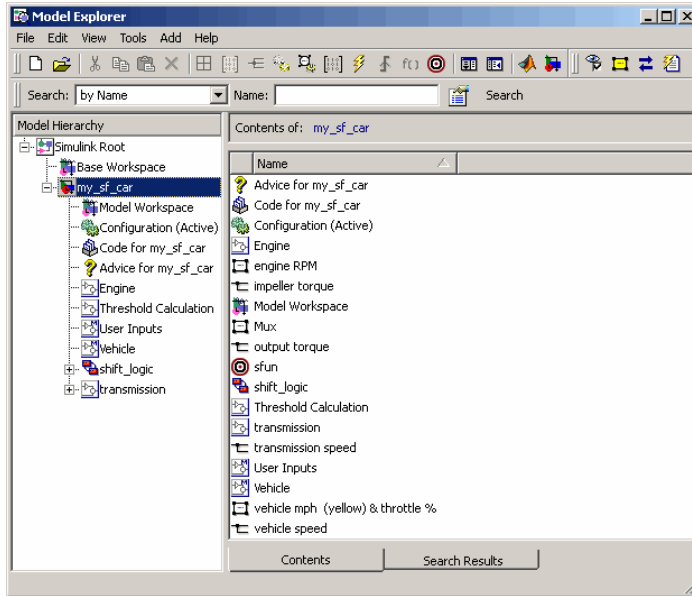 Model Explorer
File Edit View Tools Add Help
Search: by Name Name: Search
Model Hierarchy
Simulink Root
Base Workspace
my_sf_car
Model Workspace
Configuration (Active)
Code for my_sf_car
Advice for my_sf_car
Engine
Threshold Calculation
User Inputs
Vehicle
shift_logic
transmission
Contents of: my_sf_car
Name
Advice for my_sf_car
Code for my_sf_car
Configuration (Active)
Engine
engine RPM
impeller torque
Model Workspace
Mux
output torque
sfun
shift_logic
Threshold Calculation
transmission
transmission speed
User Inputs
Vehicle
vehicle mph (yellow) & throttle %
vehicle speed
Contents Search Results